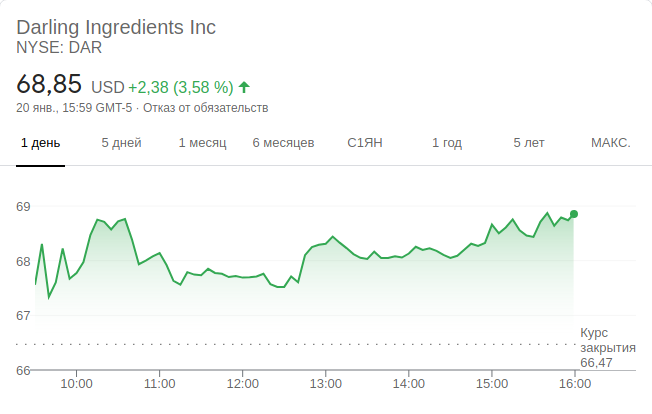 Darling Ingredients Inc
NYSE: DAR
68,85 USD +2,38 (3,58 %)
20 янв., 15:59 GMT-5 · Отказ от обязательств
1 день 5 дней 1 месяц 6 месяцев С1ЯН 1 год 5 лет МАКС.
69
68
67
66
Курс
закрытия
66,47
10:00 11:00 12:00 13:00 14:00 15:00 16:00